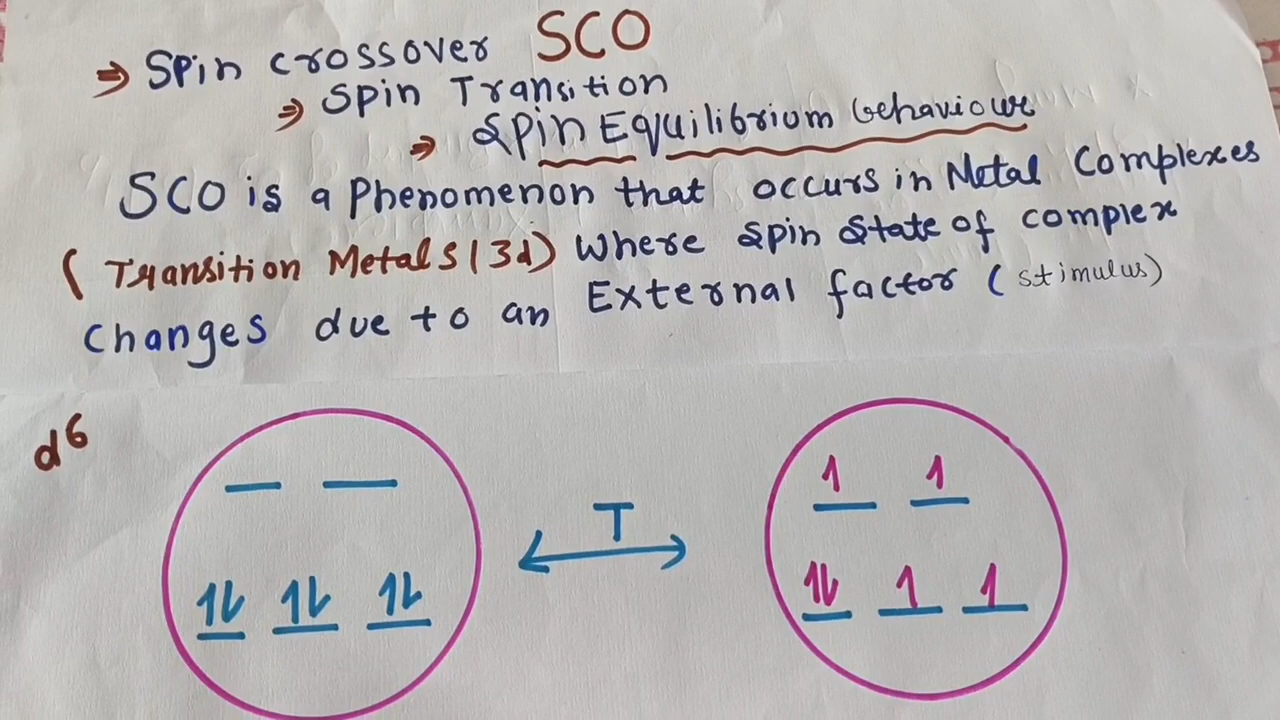 ⇒ Spin crossover SCO
⇒ Spin Transition
⇒ Spin Equilibrium behaviour
SCO is a Phenomenon that occurs in Metal Complexes
( Transition Metals (3d) Where Spin State of complex
Changes due to an External factor ( stimulus)
d6
T